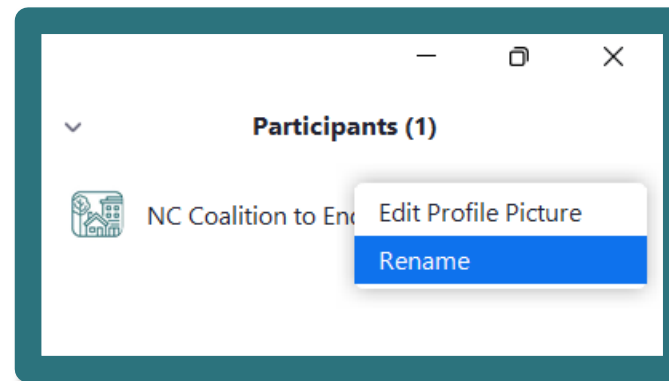 Participants (1)
NC Coalition to End
Edit Profile Picture
Rename